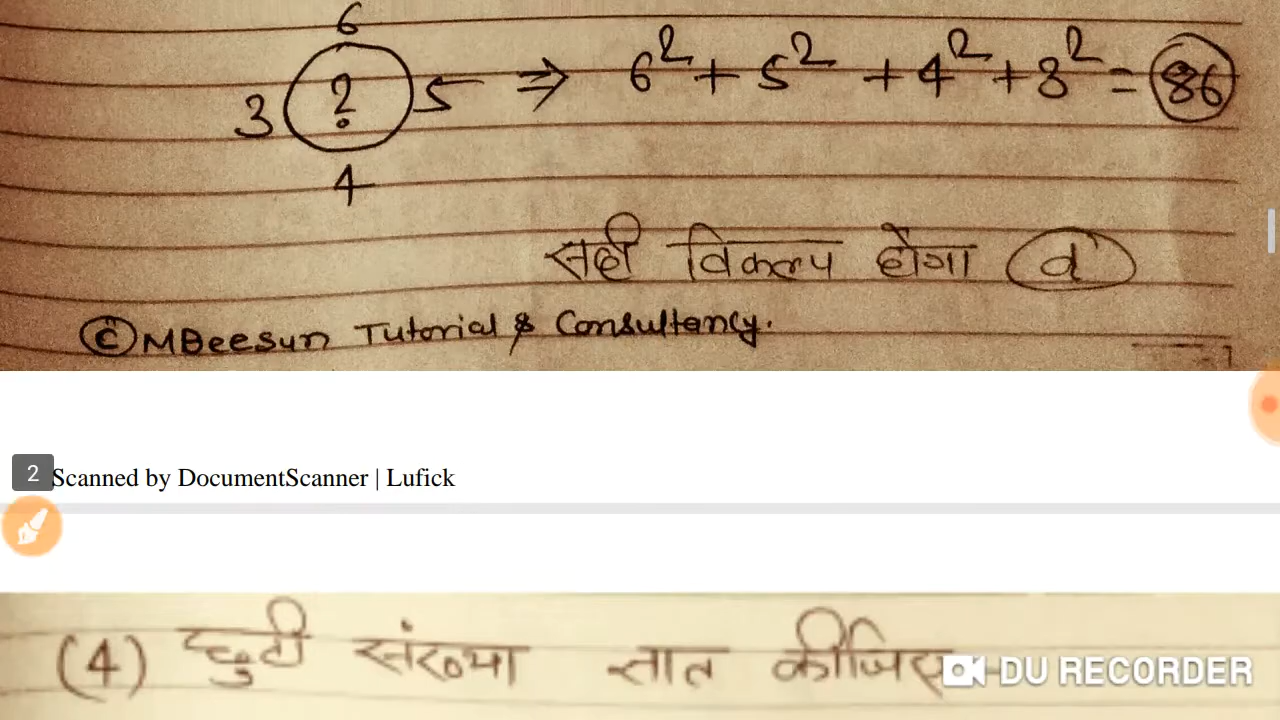 6
3 ? 5 ⇒ 6² + 5² + 4² + 3² = 86
4
सही विकल्प होगा d
© MBeesun Tutorial & Consultancy.
2 Scanned by DocumentScanner | Lufick
(4) छुटी संख्या ज्ञात कीजिए
DU RECORDER